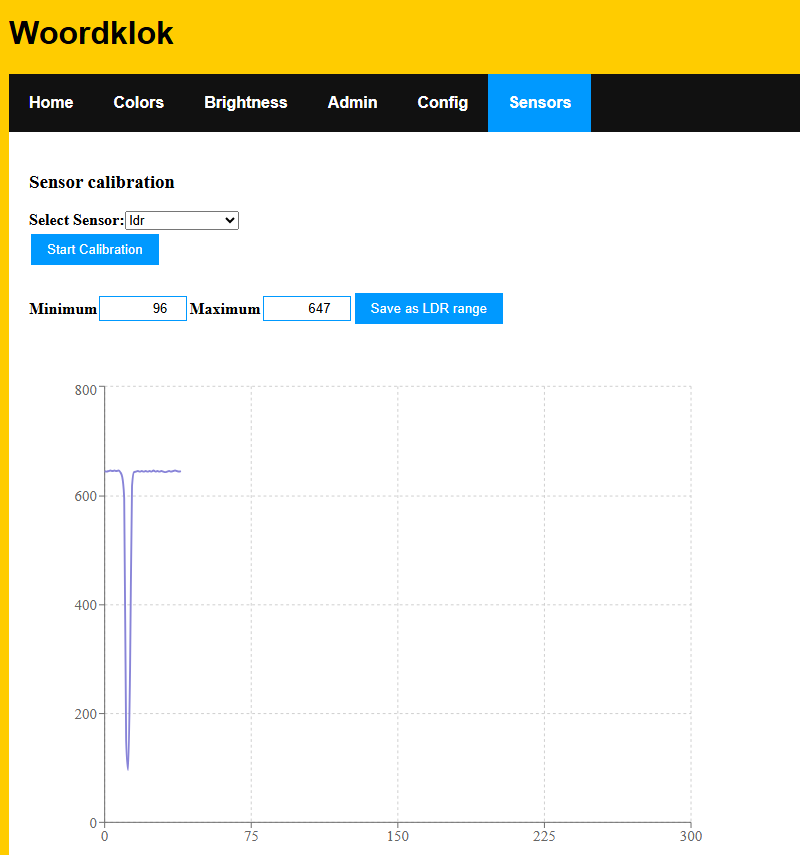 Woordklok
Home Colors Brightness Admin Config Sensors
Sensor calibration
Select Sensor: ldr
Start Calibration
Minimum 96 Maximum 647 Save as LDR range
800
600
400
200
0
0 75 150 225 300